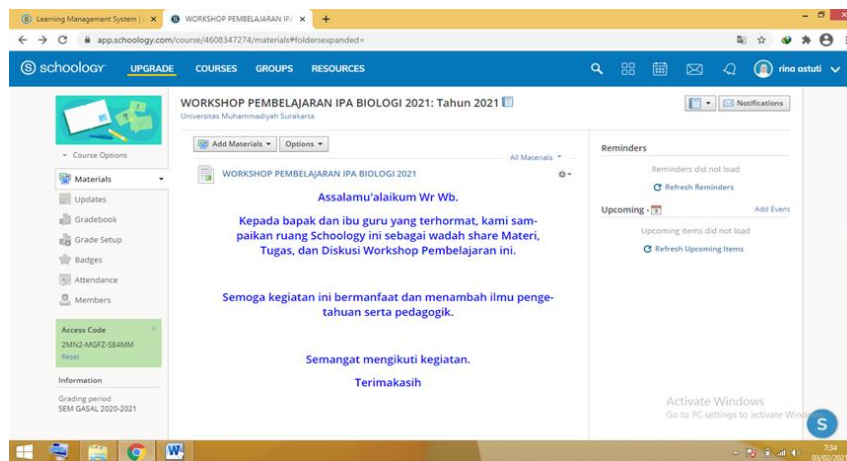 Learning Management System |
WORKSHOP PEMBELAJARAN IPA
app.schoology.com/course/4608347274/materials#foldersexpanded=
schoology
UPGRADE
COURSES
GROUPS
RESOURCES
rina astuti
WORKSHOP PEMBELAJARAN IPA BIOLOGI 2021: Tahun 2021
Universitas Muhammadiyah Surakarta
Notifications
Course Options
Materials
Updates
Gradebook
Grade Setup
Badges
Attendance
Members
Access Code
2MN2-MGFZ-SB4MM
Reset
Information
Grading period
SEM GASAL 2020-2021
Add Materials
Options
All Materials
WORKSHOP PEMBELAJARAN IPA BIOLOGI 2021
Assalamu'alaikum Wr Wb.
Kepada bapak dan ibu guru yang terhormat, kami sam-
paikan ruang Schoology ini sebagai wadah share Materi,
Tugas, dan Diskusi Workshop Pembelajaran ini.
Semoga kegiatan ini bermanfaat dan menambah ilmu penge-
tahuan serta pedagogik.
Semangat mengikuti kegiatan.
Terimakasih
Reminders
Reminders did not load
Refresh Reminders
Upcoming ·
Add Event
Upcoming items did not load
Refresh Upcoming Items
Activate Windows
Go to PC settings to activate
7:34
03/02/2021